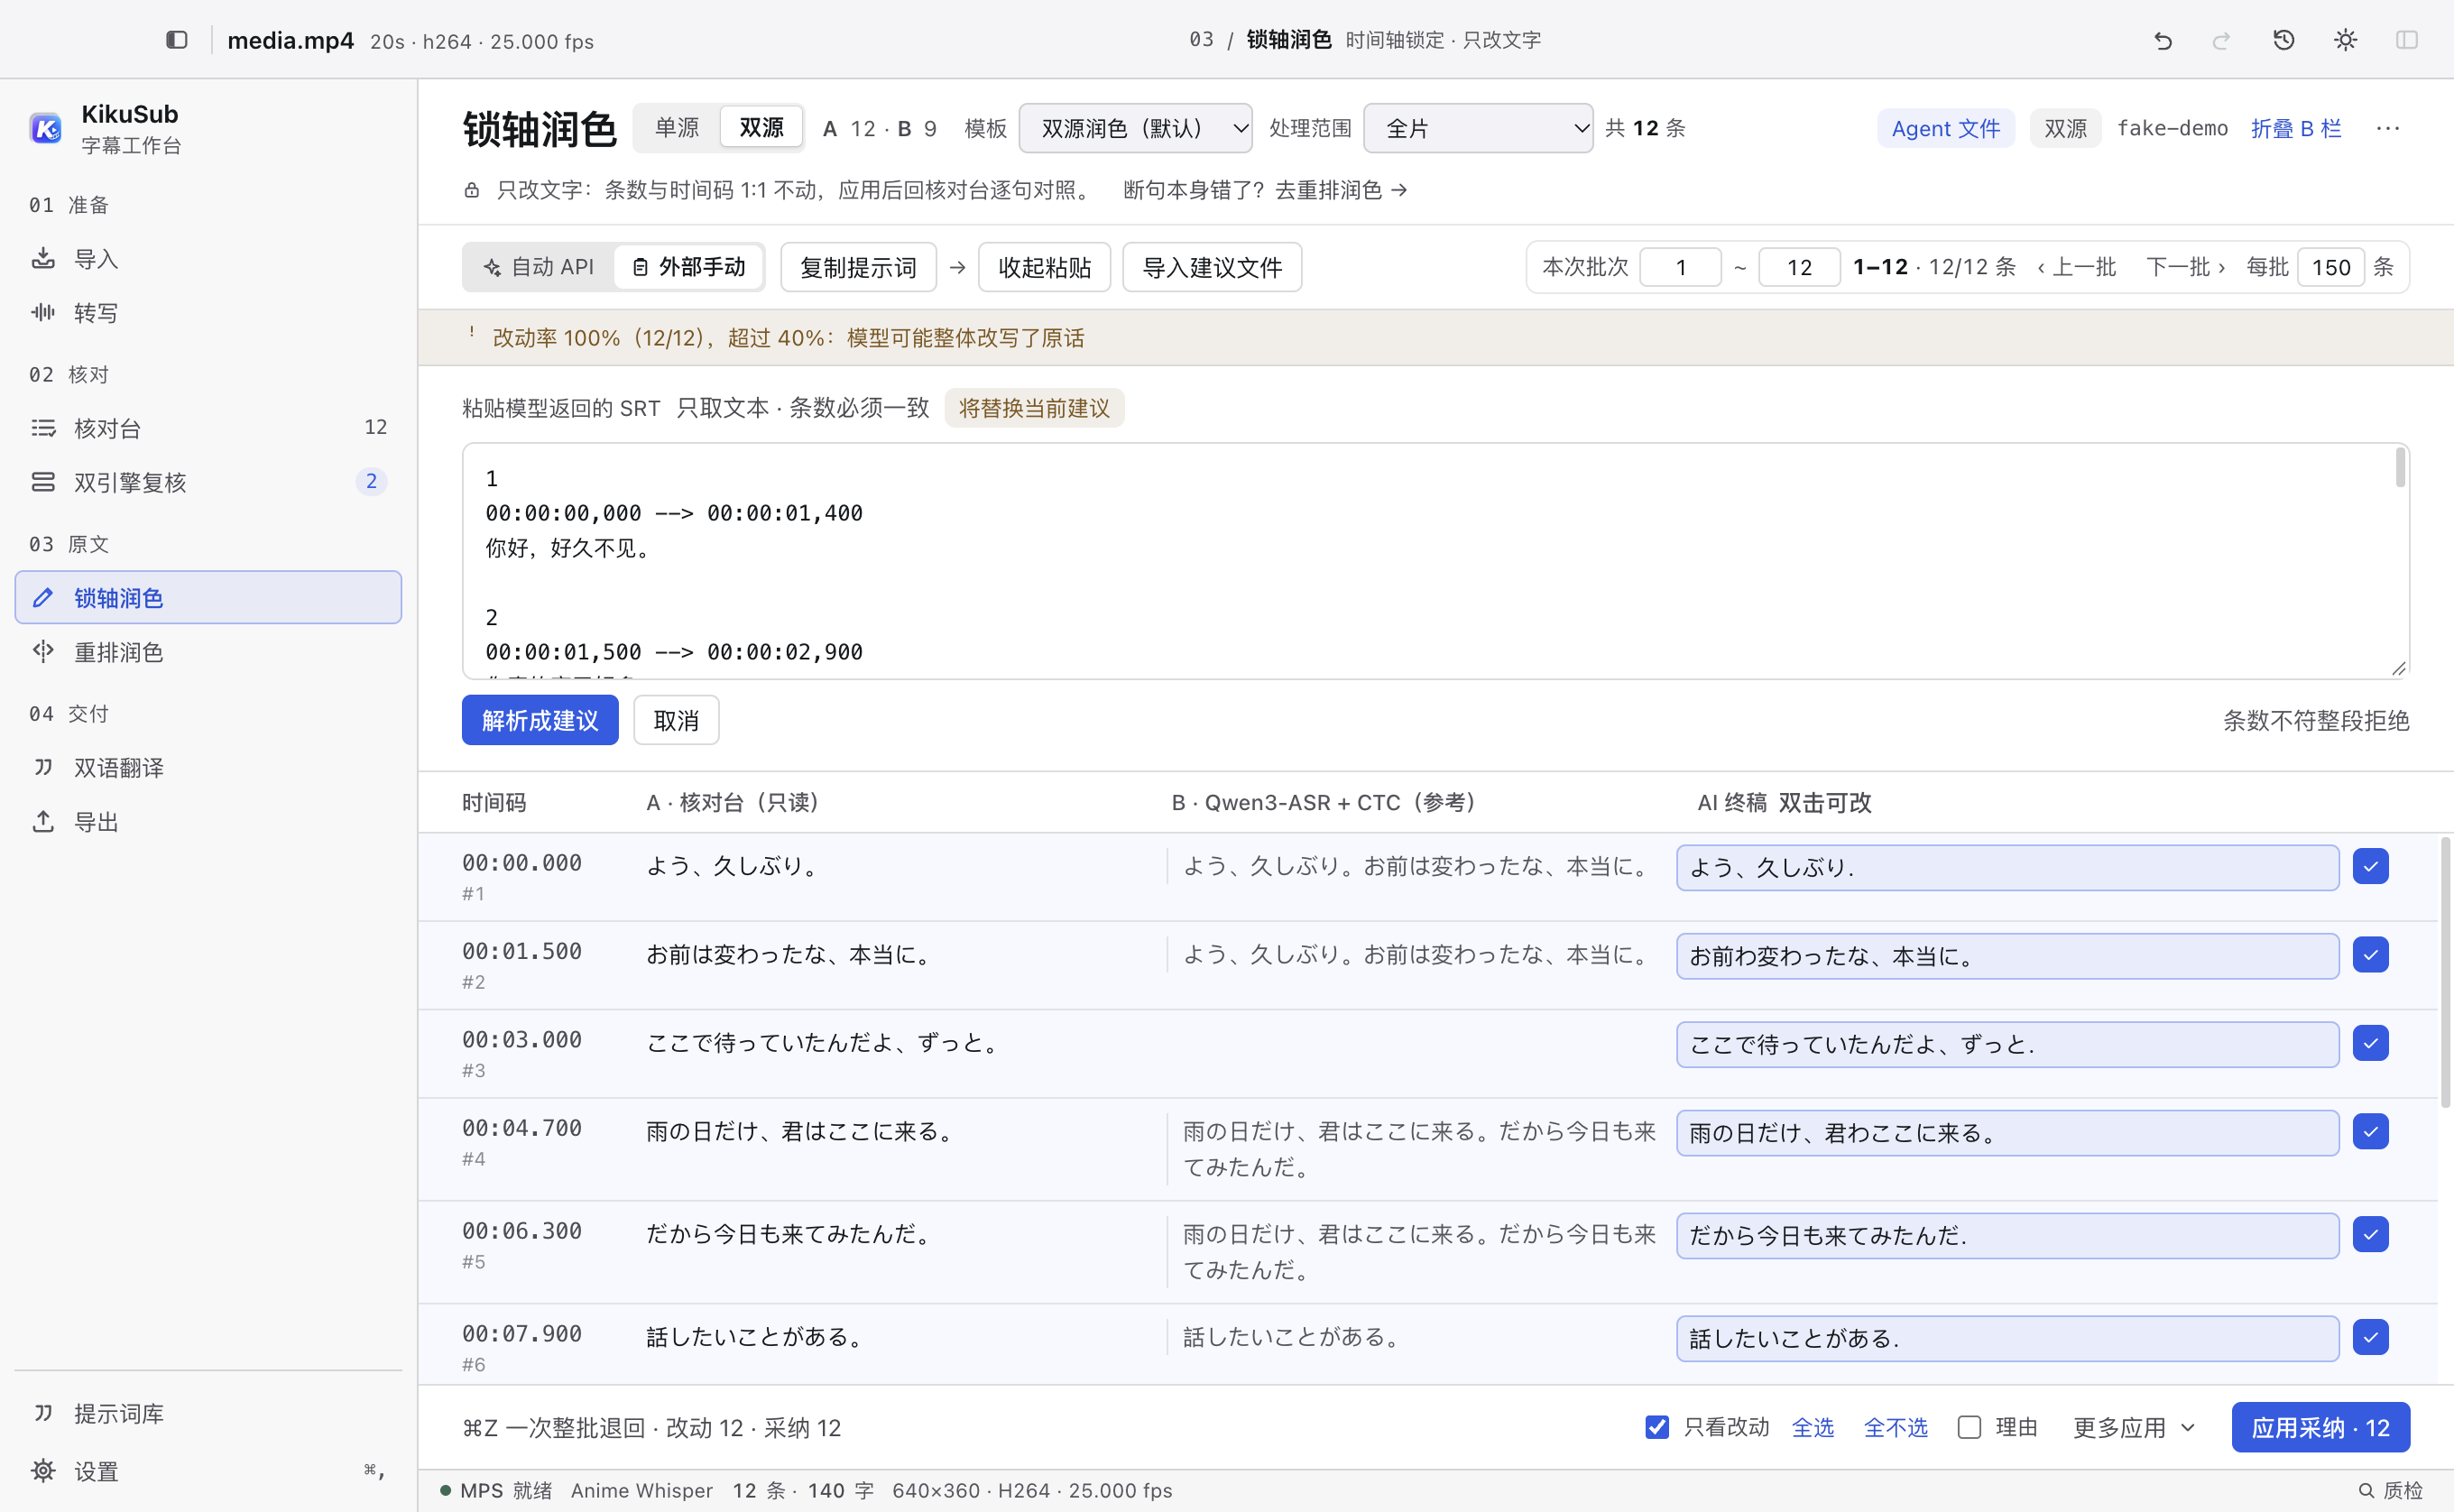 media.mp4 20s · h264 · 25.000 fps
03 / 锁轴润色 时间轴锁定 · 只改文字
KikuSub
字幕工作台
01 准备
导入
转写
02 核对
核对台 12
双引擎复核 2
03 原文
锁轴润色
重排润色
04 交付
双语翻译
导出
提示词库
设置 ⌘,
锁轴润色 单源 双源 A 12 · B 9 模板 双源润色（默认） 处理范围 全片 共 12 条 Agent 文件 双源 fake-demo 折叠 B 栏 ···
只改文字：条数与时间码 1:1 不动，应用后回核对台逐句对照。 断句本身错了？去重排润色 →
自动 API 外部手动 复制提示词 → 收起粘贴 导入建议文件 本次批次 1 ~ 12 1–12 · 12/12 条 ‹ 上一批 下一批 › 每批 150 条
! 改动率 100%（12/12），超过 40%：模型可能整体改写了原话
粘贴模型返回的 SRT 只取文本 · 条数必须一致 将替换当前建议
1
00:00:00,000 --> 00:00:01,400
你好，好久不见。
2
00:00:01,500 --> 00:00:02,900
解析成建议 取消 条数不符整段拒绝
时间码 A · 核对台（只读） B · Qwen3-ASR + CTC（参考） AI 终稿 双击可改
00:00.000 よう、久しぶり。 よう、久しぶり。お前は変わったな、本当に。 よう、久しぶり.
#1
00:01.500 お前は変わったな、本当に。 よう、久しぶり。お前は変わったな、本当に。 お前わ変わったな、本当に。
#2
00:03.000 ここで待っていたんだよ、ずっと。 ここで待っていたんだよ、ずっと.
#3
00:04.700 雨の日だけ、君はここに来る。 雨の日だけ、君はここに来る。だから今日も来 雨の日だけ、君わここに来る。
#4 てみたんだ。
00:06.300 だから今日も来てみたんだ。 雨の日だけ、君はここに来る。だから今日も来 だから今日も来てみたんだ.
#5 てみたんだ。
00:07.900 話したいことがある。 話したいことがある。 話したいことがある.
#6
⌘Z 一次整批退回 · 改动 12 · 采纳 12 只看改动 全选 全不选 理由 更多应用 应用采纳 · 12
MPS 就绪 Anime Whisper 12 条 · 140 字 640×360 · H264 · 25.000 fps 质检